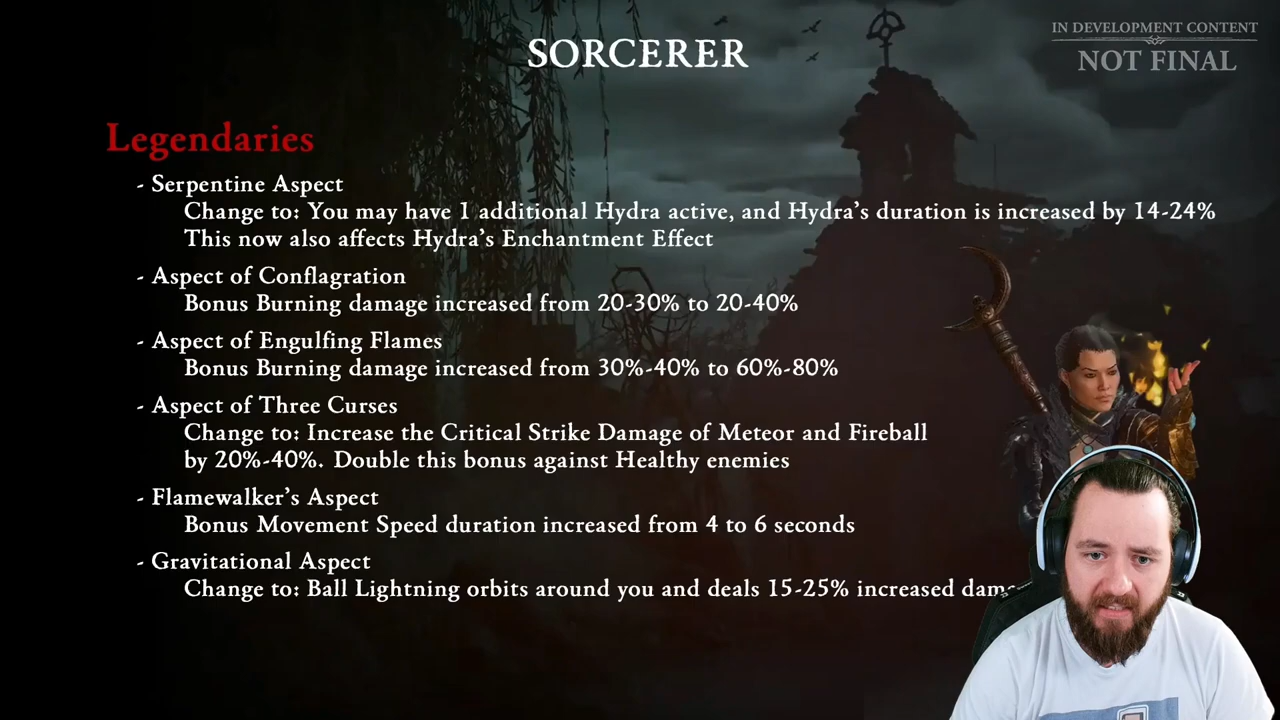 SORCERER
IN DEVELOPMENT CONTENT
NOT FINAL
Legendaries
- Serpentine Aspect
Change to: You may have 1 additional Hydra active, and Hydra's duration is increased by 14-24%
This now also affects Hydra's Enchantment Effect
- Aspect of Conflagration
Bonus Burning damage increased from 20-30% to 20-40%
- Aspect of Engulfing Flames
Bonus Burning damage increased from 30%-40% to 60%-80%
- Aspect of Three Curses
Change to: Increase the Critical Strike Damage of Meteor and Fireball
by 20%-40%. Double this bonus against Healthy enemies
- Flamewalker's Aspect
Bonus Movement Speed duration increased from 4 to 6 seconds
- Gravitational Aspect
Change to: Ball Lightning orbits around you and deals 15-25% increased